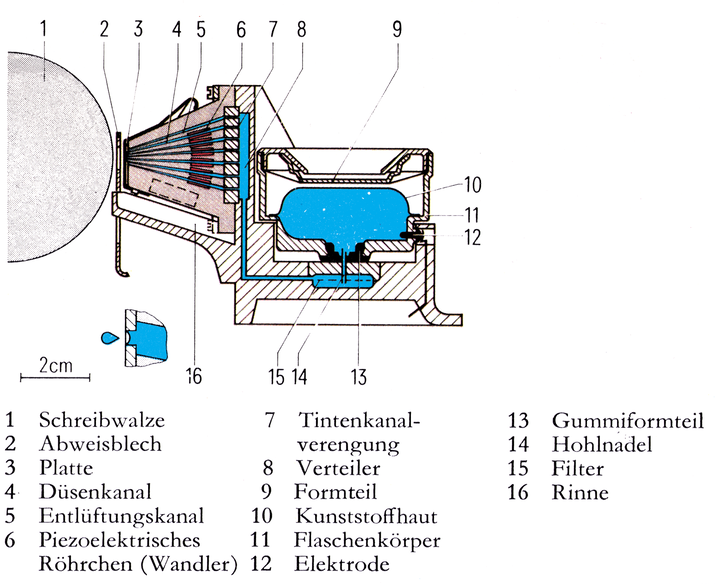 1 2 3 4 5 6 7 8 9
10
11
12
2cm
16 15 14 13
1 Schreibwalze
2 Abweisblech
3 Platte
4 Düsenkanal
5 Entlüftungskanal
6 Piezoelektrisches
Röhrchen (Wandler)
7 Tintenkanal-
verengung
8 Verteiler
9 Formteil
10 Kunststoffhaut
11 Flaschenkörper
12 Elektrode
13 Gummiformteil
14 Hohlnadel
15 Filter
16 Rinne